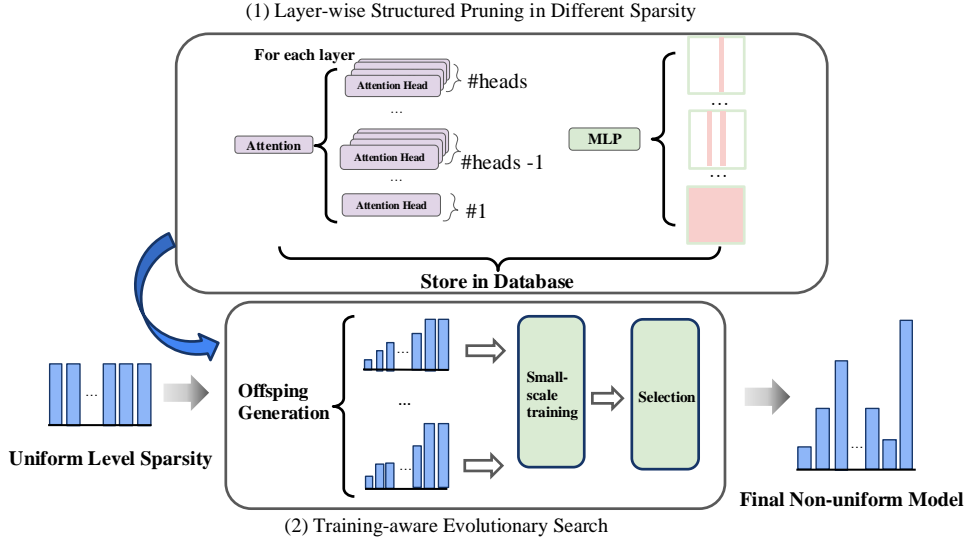 (1) Layer-wise Structured Pruning in Different Sparsity
For each layer
Attention
Attention Head
#heads
...
Attention Head
#heads -1
...
Attention Head
#1
MLP
...
...
Store in Database
Uniform Level Sparsity
...
Offsping
Generation
...
...
...
Small-
scale
training
Selection
...
Final Non-uniform Model
(2) Training-aware Evolutionary Search